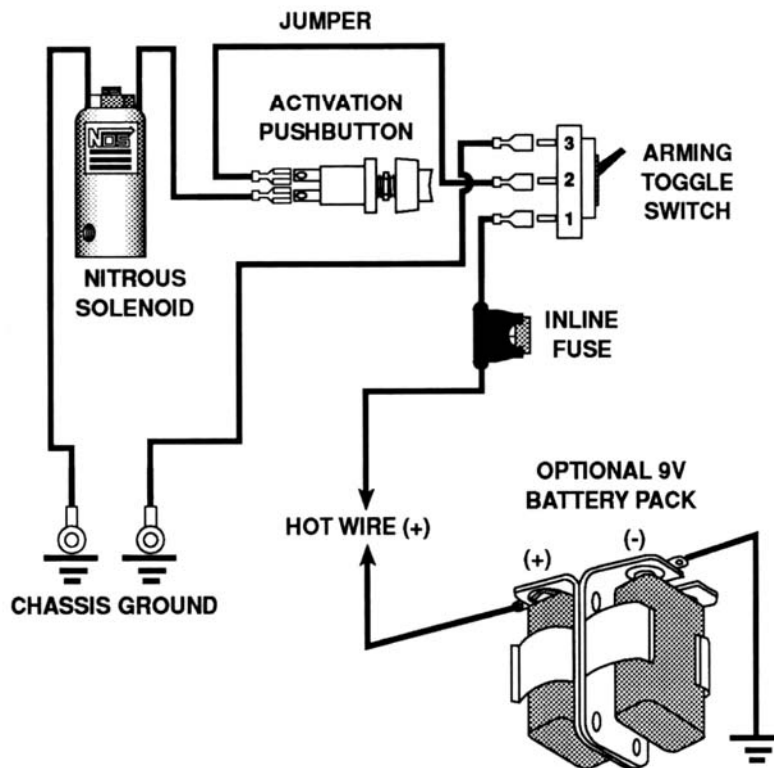 JUMPER
ACTIVATION
PUSHBUTTON
NOS
NITROUS
SOLENOID
3
2
1
ARMING
TOGGLE
SWITCH
INLINE
FUSE
OPTIONAL 9V
BATTERY PACK
HOT WIRE (+)
(+)
(-)
CHASSIS GROUND